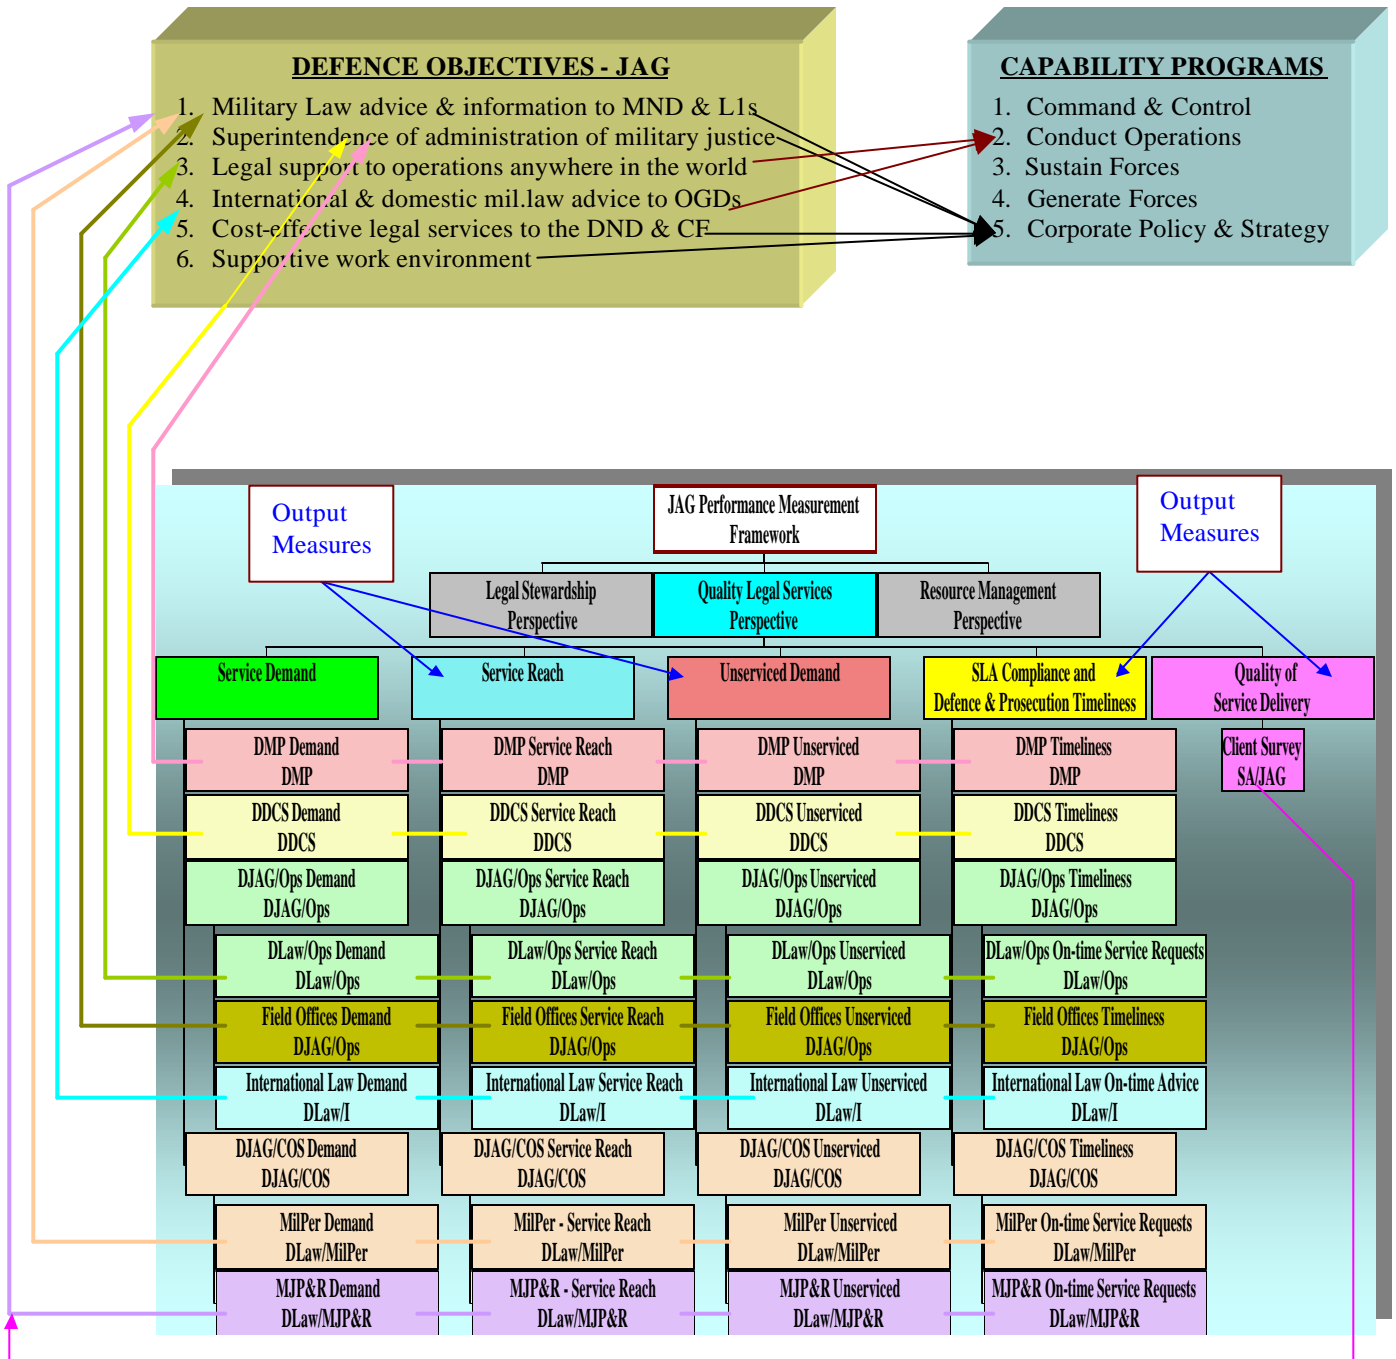 DEFENCE OBJECTIVES - JAG
1. Military Law advice & information to MND & L1s
2. Superintendence of administration of military justice
3. Legal support to operations anywhere in the world
4. International & domestic mil.law advice to OGDs
5. Cost-effective legal services to the DND & CF
6. Supportive work environment
CAPABILITY PROGRAMS
1. Command & Control
2. Conduct Operations
3. Sustain Forces
4. Generate Forces
5. Corporate Policy & Strategy
Output
Measures
JAG Performance Measurement
Framework
Output
Measures
Legal Stewardship
Perspective
Quality Legal Services
Perspective
Resource Management
Perspective
Service Demand
Service Reach
Unserviced Demand
SLA Compliance and
Defence & Prosecution Timeliness
Quality of
Service Delivery
DMP Demand
DMP
DMP Service Reach
DMP
DMP Unserviced
DMP
DMP Timeliness
DMP
Client Survey
SA/JAG
DDCS Demand
DDCS
DDCS Service Reach
DDCS
DDCS Unserviced
DDCS
DDCS Timeliness
DDCS
DJAG/Ops Demand
DJAG/Ops
DJAG/Ops Service Reach
DJAG/Ops
DJAG/Ops Unserviced
DJAG/Ops
DJAG/Ops Timeliness
DJAG/Ops
DLaw/Ops Demand
DLaw/Ops
DLaw/Ops Service Reach
DLaw/Ops
DLaw/Ops Unserviced
DLaw/Ops
DLaw/Ops On-time Service Requests
DLaw/Ops
Field Offices Demand
DJAG/Ops
Field Offices Service Reach
DJAG/Ops
Field Offices Unserviced
DJAG/Ops
Field Offices Timeliness
DJAG/Ops
International Law Demand
DLaw/I
International Law Service Reach
DLaw/I
International Law Unserviced
DLaw/I
International Law On-time Advice
DLaw/I
DJAG/COS Demand
DJAG/COS
DJAG/COS Service Reach
DJAG/COS
DJAG/COS Unserviced
DJAG/COS
DJAG/COS Timeliness
DJAG/COS
MilPer Demand
DLaw/MilPer
MilPer - Service Reach
DLaw/MilPer
MilPer Unserviced
DLaw/MilPer
MilPer On-time Service Requests
DLaw/MilPer
MJP&R Demand
DLaw/MJP&R
MJP&R - Service Reach
DLaw/MJP&R
MJP&R Unserviced
DLaw/MJP&R
MJP&R On-time Service Requests
DLaw/MJP&R